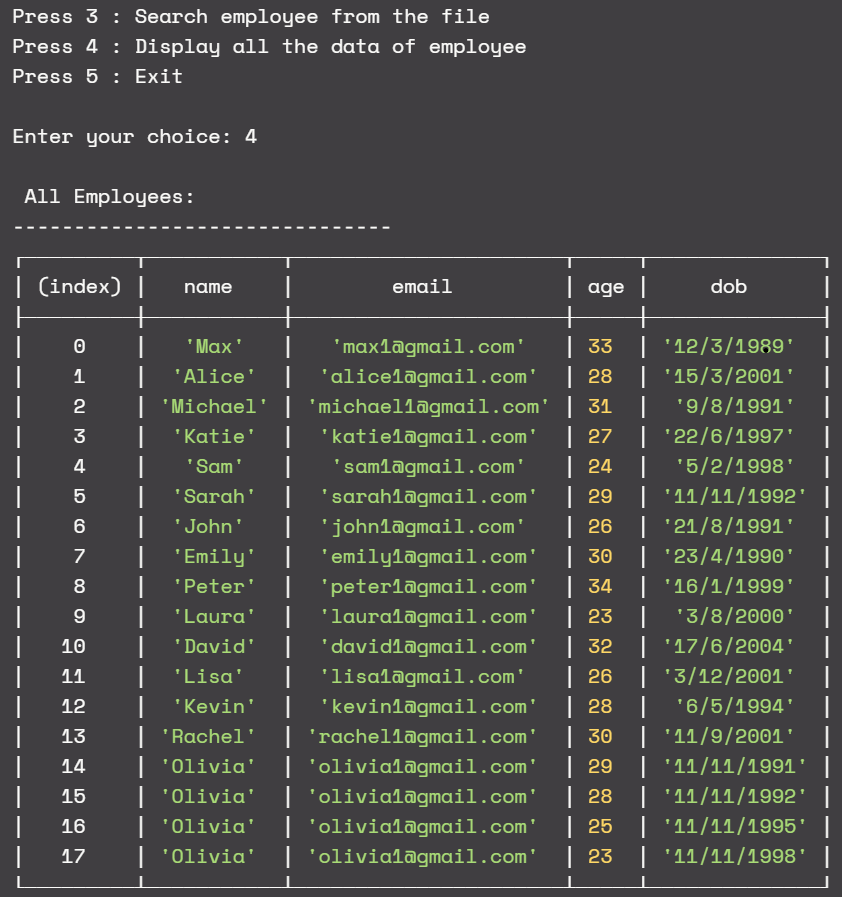 Press 3 : Search employee from the file
Press 4 : Display all the data of employee
Press 5 : Exit
Enter your choice: 4
All Employees:
-------------------------------
(index) name email age dob
0 'Max' 'max1@gmail.com' 33 '12/3/1989'
1 'Alice' 'alice1@gmail.com' 28 '15/3/2001'
2 'Michael' 'michael1@gmail.com' 31 '9/8/1991'
3 'Katie' 'katie1@gmail.com' 27 '22/6/1997'
4 'Sam' 'sam1@gmail.com' 24 '5/2/1998'
5 'Sarah' 'sarah1@gmail.com' 29 '11/11/1992'
6 'John' 'john1@gmail.com' 26 '21/8/1991'
7 'Emily' 'emily1@gmail.com' 30 '23/4/1990'
8 'Peter' 'peter1@gmail.com' 34 '16/1/1999'
9 'Laura' 'laura1@gmail.com' 23 '3/8/2000'
10 'David' 'david1@gmail.com' 32 '17/6/2004'
11 'Lisa' 'lisa1@gmail.com' 26 '3/12/2001'
12 'Kevin' 'kevin1@gmail.com' 28 '6/5/1994'
13 'Rachel' 'rachel1@gmail.com' 30 '11/9/2001'
14 'Olivia' 'olivia1@gmail.com' 29 '11/11/1991'
15 'Olivia' 'olivia1@gmail.com' 28 '11/11/1992'
16 'Olivia' 'olivia1@gmail.com' 25 '11/11/1995'
17 'Olivia' 'olivia1@gmail.com' 23 '11/11/1998'